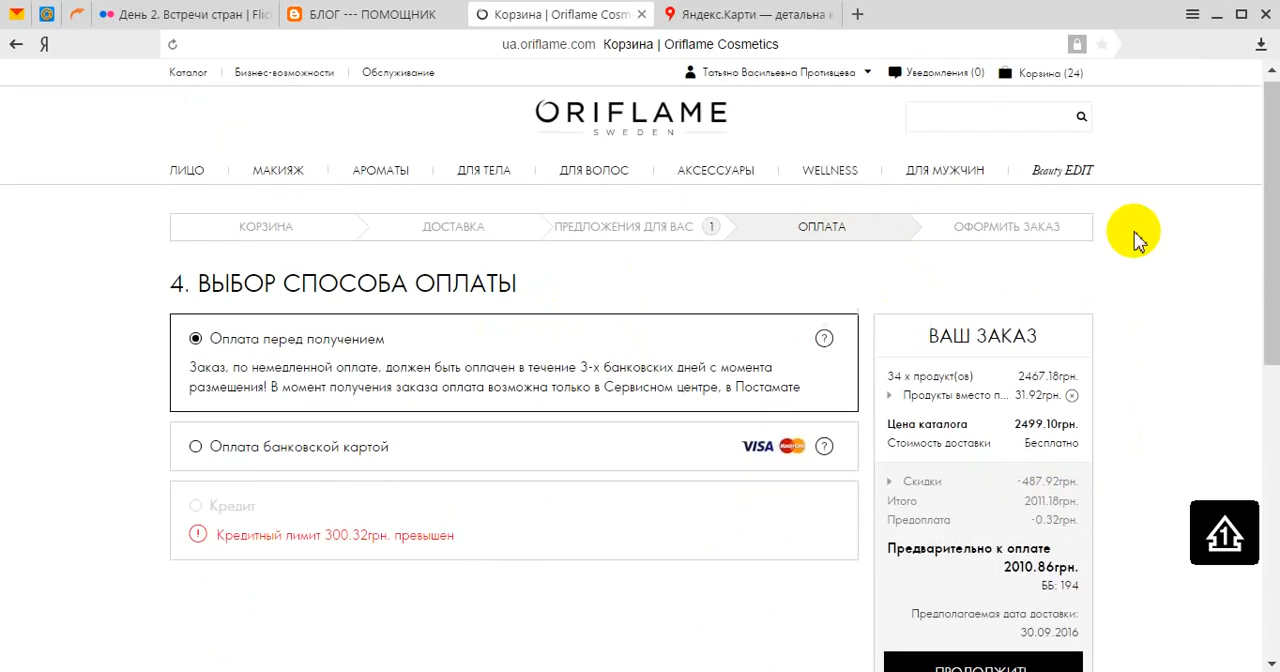 День 2. Встречи стран | Flic
БЛОГ --- ПОМОЩНИК
Корзина | Oriflame Cosm
Яндекс.Карти — детальна
Я
ua.oriflame.com Корзина | Oriflame Cosmetics
Каталог
Бизнес-возможности
Обслуживание
Татьяна Васильевна Противцева
Уведомления (0)
Корзина (24)
ORIFLAME
SWEDEN
ЛИЦО
МАКИЯЖ
АРОМАТЫ
ДЛЯ ТЕЛА
ДЛЯ ВОЛОС
АКСЕССУАРЫ
WELLNESS
ДЛЯ МУЖЧИН
Beauty EDIT
КОРЗИНА
ДОСТАВКА
ПРЕДЛОЖЕНИЯ ДЛЯ ВАС 1
ОПЛАТА
ОФОРМИТЬ ЗАКАЗ
4. ВЫБОР СПОСОБА ОПЛАТЫ
Оплата перед получением ?
Заказ, по немедленной оплате, должен быть оплачен в течение 3-х банковских дней с момента
размещения! В момент получения заказа оплата возможна только в Сервисном центре, в Постамате
Оплата банковской картой VISA MasterCard ?
Кредит
! Кредитный лимит 300.32грн. превышен
ВАШ ЗАКАЗ
34 x продукт(ов) 2467.18грн.
Продукты вместо п... 31.92грн.
Цена каталога 2499.10грн.
Стоимость доставки Бесплатно
Скидки -487.92грн.
Итого 2011.18грн.
Предоплата -0.32грн.
Предварительно к оплате
2010.86грн.
ББ: 194
Предполагаемая дата доставки:
30.09.2016
ПРОДОЛЖИТЬ
1